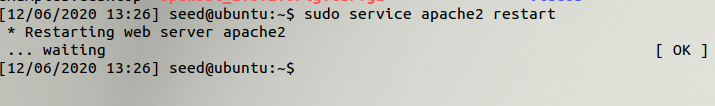 [12/06/2020 13:26] seed@ubuntu:~$ sudo service apache2 restart
 * Restarting web server apache2
 ... waiting                                                             [ OK ]
[12/06/2020 13:26] seed@ubuntu:~$